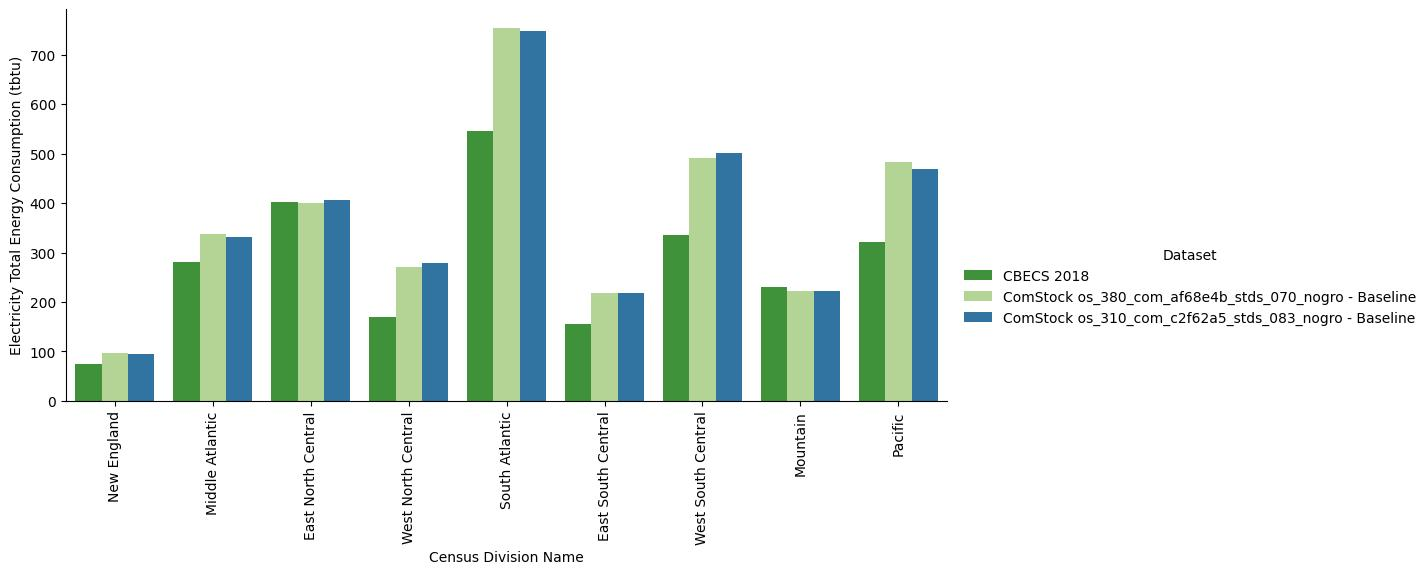 Electricity Total Energy Consumption (tbtu)
700
600
500
400
300
200
100
0
New England
Middle Atlantic
East North Central
West North Central
South Atlantic
East South Central
West South Central
Mountain
Pacific
Census Division Name
Dataset
CBECS 2018
ComStock os_380_com_af68e4b_stds_070_nogro - Baseline
ComStock os_310_com_c2f62a5_stds_083_nogro - Baseline